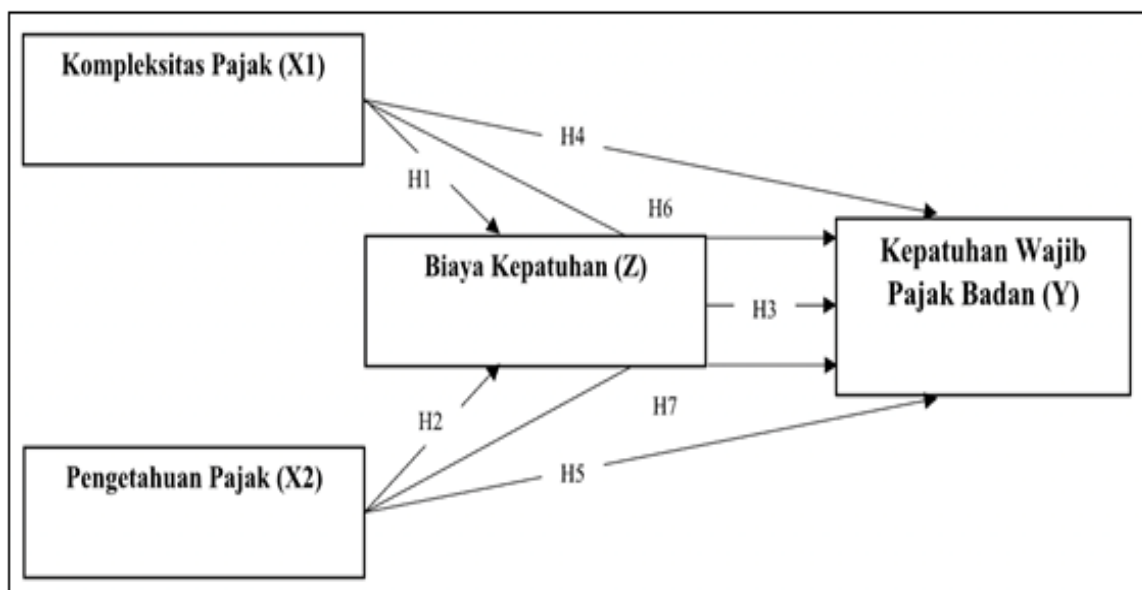 Kompleksitas Pajak (X1)
H4
H1
H6
Biaya Kepatuhan (Z)
Kepatuhan Wajib
Pajak Badan (Y)
H3
H7
H2
H5
Pengetahuan Pajak (X2)